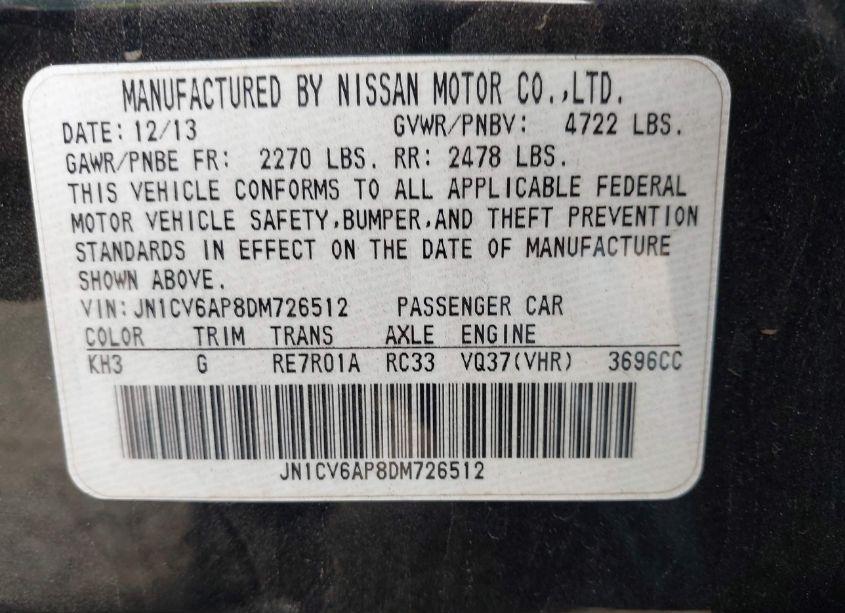 MANUFACTURED BY NISSAN MOTOR CO.,LTD.
DATE: 12/13 GVWR/PNBV: 4722 LBS.
GAWR/PNBE FR: 2270 LBS. RR: 2478 LBS.
THIS VEHICLE CONFORMS TO ALL APPLICABLE FEDERAL
MOTOR VEHICLE SAFETY,BUMPER,AND THEFT PREVENTION
STANDARDS IN EFFECT ON THE DATE OF MANUFACTURE
SHOWN ABOVE.
VIN:JN1CV6AP8DM726512 PASSENGER CAR
COLOR TRIM TRANS AXLE ENGINE
KH3 G RE7R01A RC33 VQ37(VHR) 3696CC
JN1CV6AP8DM726512